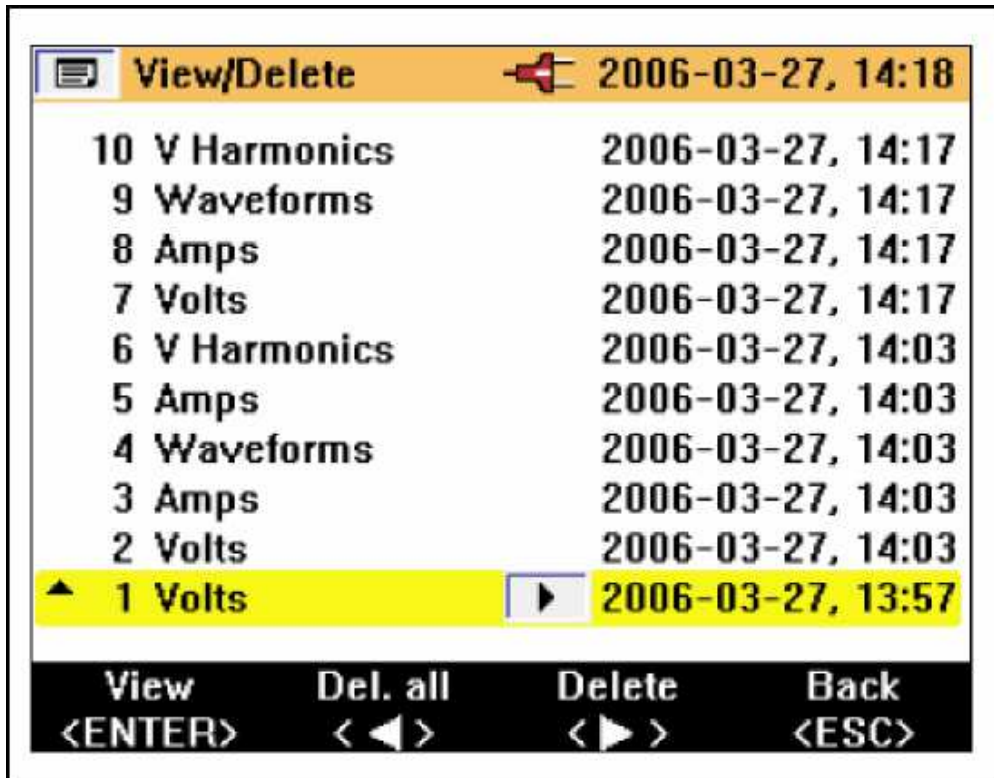 View/Delete 2006-03-27, 14:18
10 V Harmonics 2006-03-27, 14:17
9 Waveforms 2006-03-27, 14:17
8 Amps 2006-03-27, 14:17
7 Volts 2006-03-27, 14:17
6 V Harmonics 2006-03-27, 14:03
5 Amps 2006-03-27, 14:03
4 Waveforms 2006-03-27, 14:03
3 Amps 2006-03-27, 14:03
2 Volts 2006-03-27, 14:03
1 Volts 2006-03-27, 13:57
View Del. all Delete Back
<ENTER> <◀> <▶> <ESC>